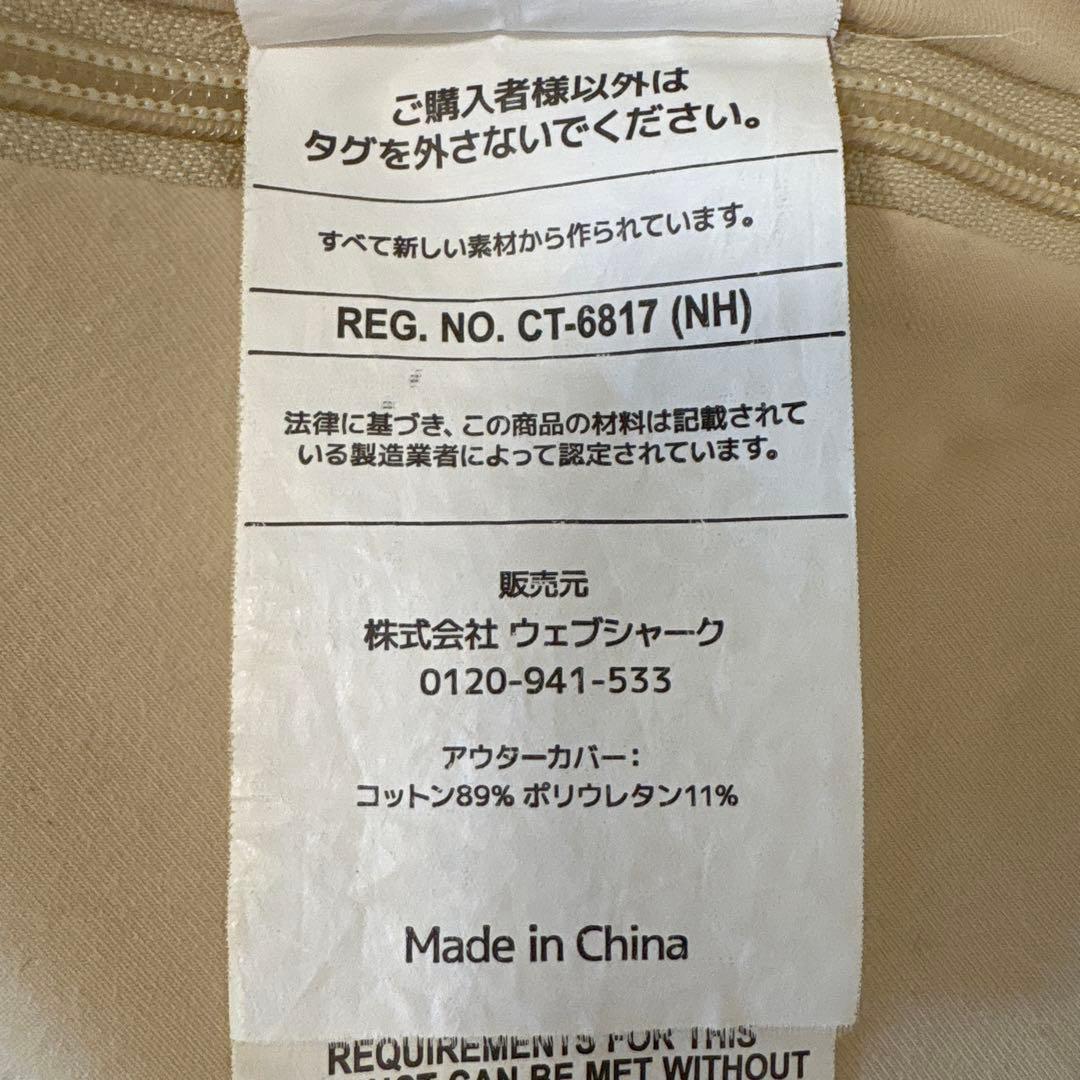 ご購入者様以外は
タグを外さないでください。
すべて新しい素材から作られています。
REG. NO. CT-6817 (NH)
法律に基づき、この商品の材料は記載されて
いる製造業者によって認定されています。
販売元
株式会社 ウェブシャーク
0120-941-533
アウターカバー：
コットン89% ポリウレタン11%
Made in China
REQUIREMENTS FOR THIS
NOT CAN BE MET WITHOUT